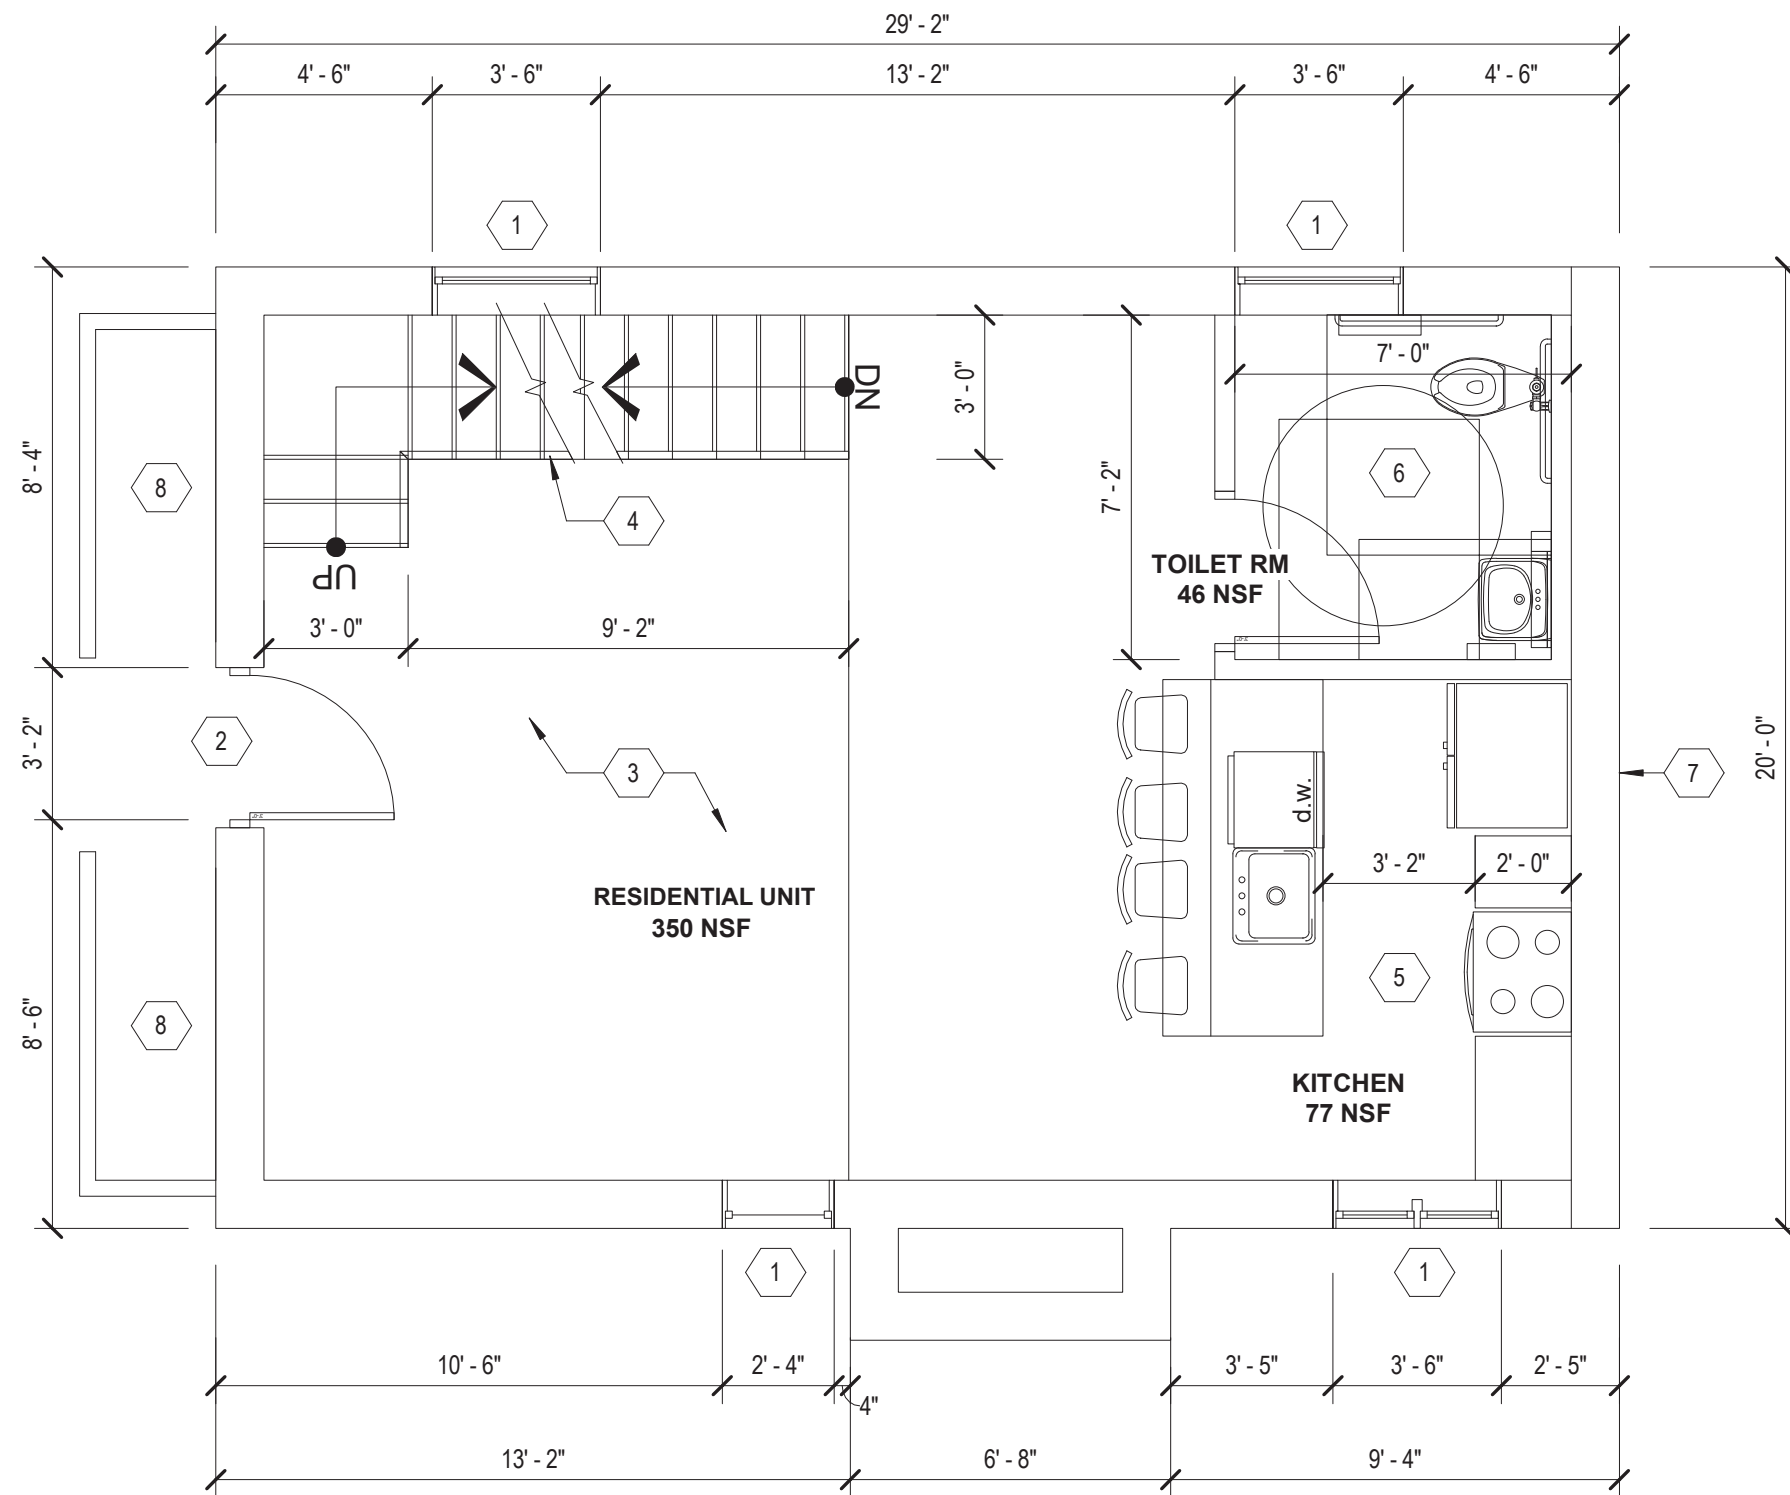 29' - 2"
4' - 6"
3' - 6"
13' - 2"
3' - 6"
4' - 6"
1
1
7' - 0"
DN
3' - 0"
8' - 4"
7' - 2"
6
8
4
UP
TOILET RM
46 NSF
3' - 0"
9' - 2"
2
3' - 2"
3
7
20' - 0"
d.w.
3' - 2"
2' - 0"
RESIDENTIAL UNIT
350 NSF
5
8
8' - 6"
KITCHEN
77 NSF
1
1
10' - 6"
2' - 4"
4"
3' - 5"
3' - 6"
2' - 5"
13' - 2"
6' - 8"
9' - 4"